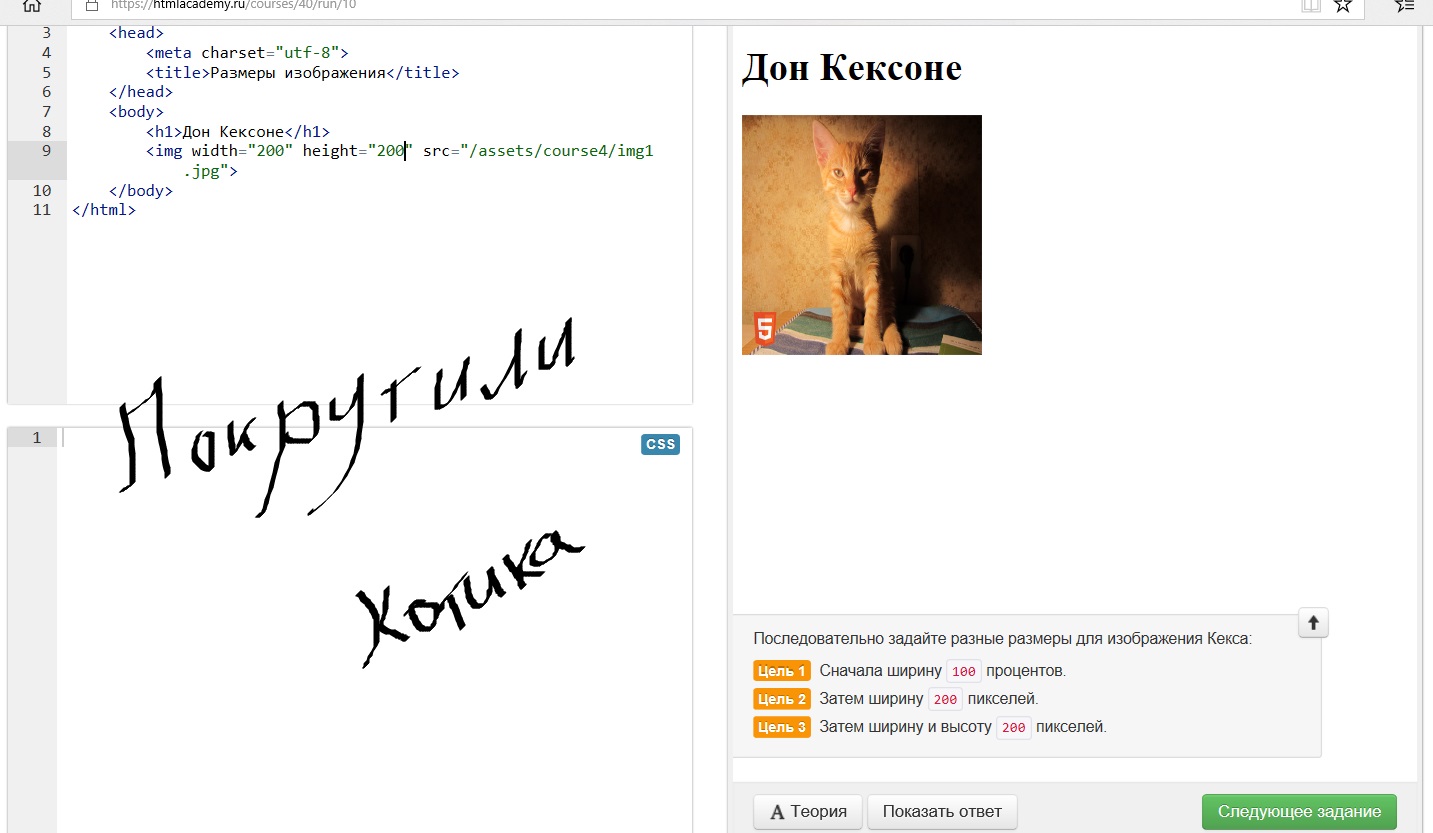 https://htmlacademy.ru/courses/40/run/10
3 <head>
4 <meta charset="utf-8">
5 <title>Размеры изображения</title>
6 </head>
7 <body>
8 <h1>Дон Кексоне</h1>
9 <img width="200" height="200" src="/assets/course4/img1
.jpg">
10 </body>
11 </html>
Покрутили
Котика
1
CSS
Дон Кексоне
5
Последовательно задайте разные размеры для изображения Кекса:
Цель 1 Сначала ширину 100 процентов.
Цель 2 Затем ширину 200 пикселей.
Цель 3 Затем ширину и высоту 200 пикселей.
A Теория Показать ответ Следующее задание